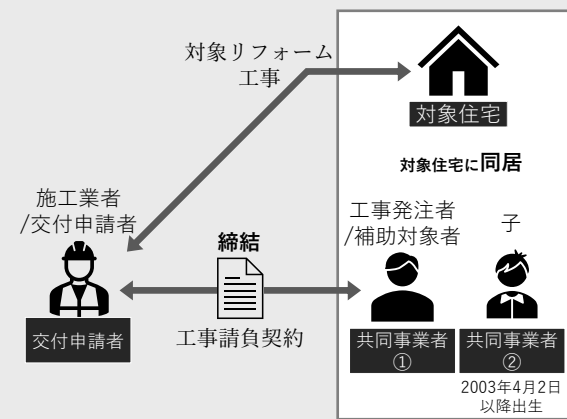 対象リフォーム
工事
対象住宅
対象住宅に同居
施工業者
/交付申請者
交付申請者
締結
工事請負契約
工事発注者
/補助対象者
共同事業者
①
子
共同事業者
②
2003年4月2日
以降出生